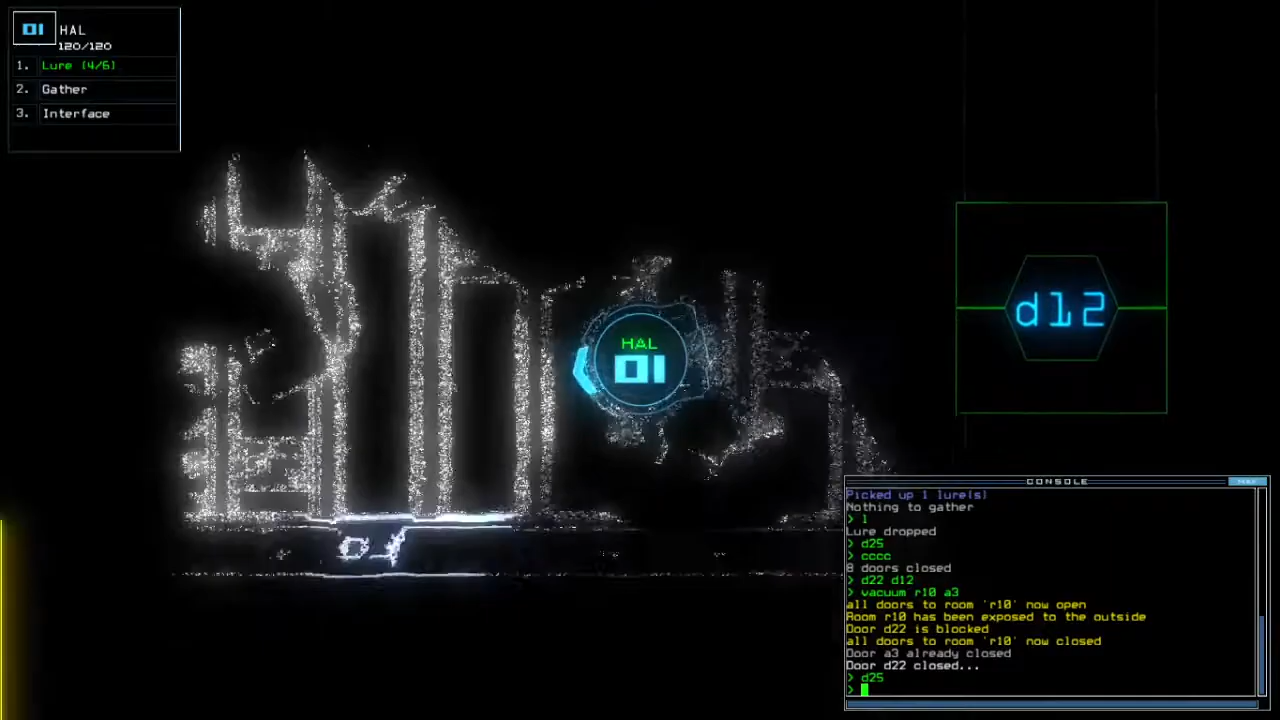 01 HAL
120/120
1. Lure (4/6)
2. Gather
3. Interface
HAL
01
d12
CONSOLE
Picked up 1 lure(s)
Nothing to gather
> l
Lure dropped
> d25
> cccc
8 doors closed
> d22 d12
> vacuum r10 a3
all doors to room 'r10' now open
Room r10 has been exposed to the outside
Door d22 is blocked
all doors to room 'r10' now closed
Door a3 already closed
Door d22 closed...
> d25
>